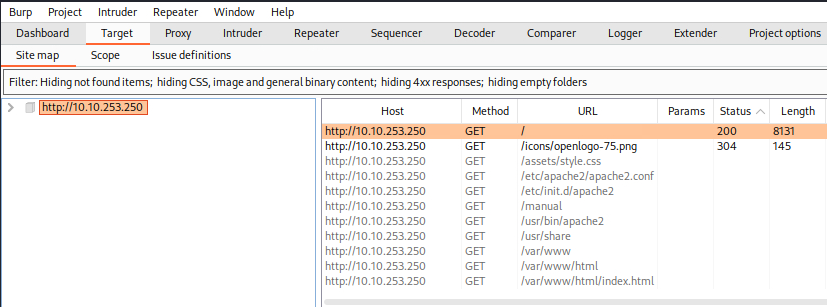 Burp Project Intruder Repeater Window Help
Dashboard Target Proxy Intruder Repeater Sequencer Decoder Comparer Logger Extender Project options
Site map Scope Issue definitions
Filter: Hiding not found items; hiding CSS, image and general binary content; hiding 4xx responses; hiding empty folders
http://10.10.253.250
Host Method URL Params Status Length
http://10.10.253.250 GET / 200 8131
http://10.10.253.250 GET /icons/openlogo-75.png 304 145
http://10.10.253.250 GET /assets/style.css
http://10.10.253.250 GET /etc/apache2/apache2.conf
http://10.10.253.250 GET /etc/init.d/apache2
http://10.10.253.250 GET /manual
http://10.10.253.250 GET /usr/bin/apache2
http://10.10.253.250 GET /usr/share
http://10.10.253.250 GET /var/www
http://10.10.253.250 GET /var/www/html
http://10.10.253.250 GET /var/www/html/index.html